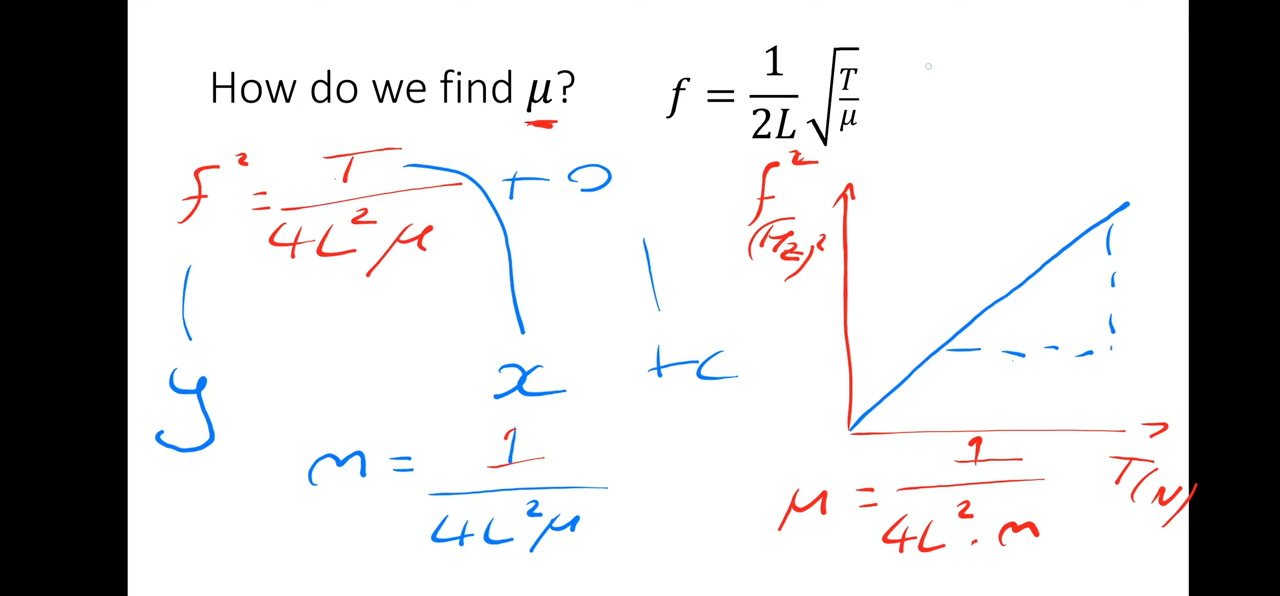 How do we find μ?
f = 1/2L √T/μ
f² = T/4L²μ + 0
y x + c
m = 1/4L²μ
f² (Hz)²
T(N)
μ = 1/4L².m